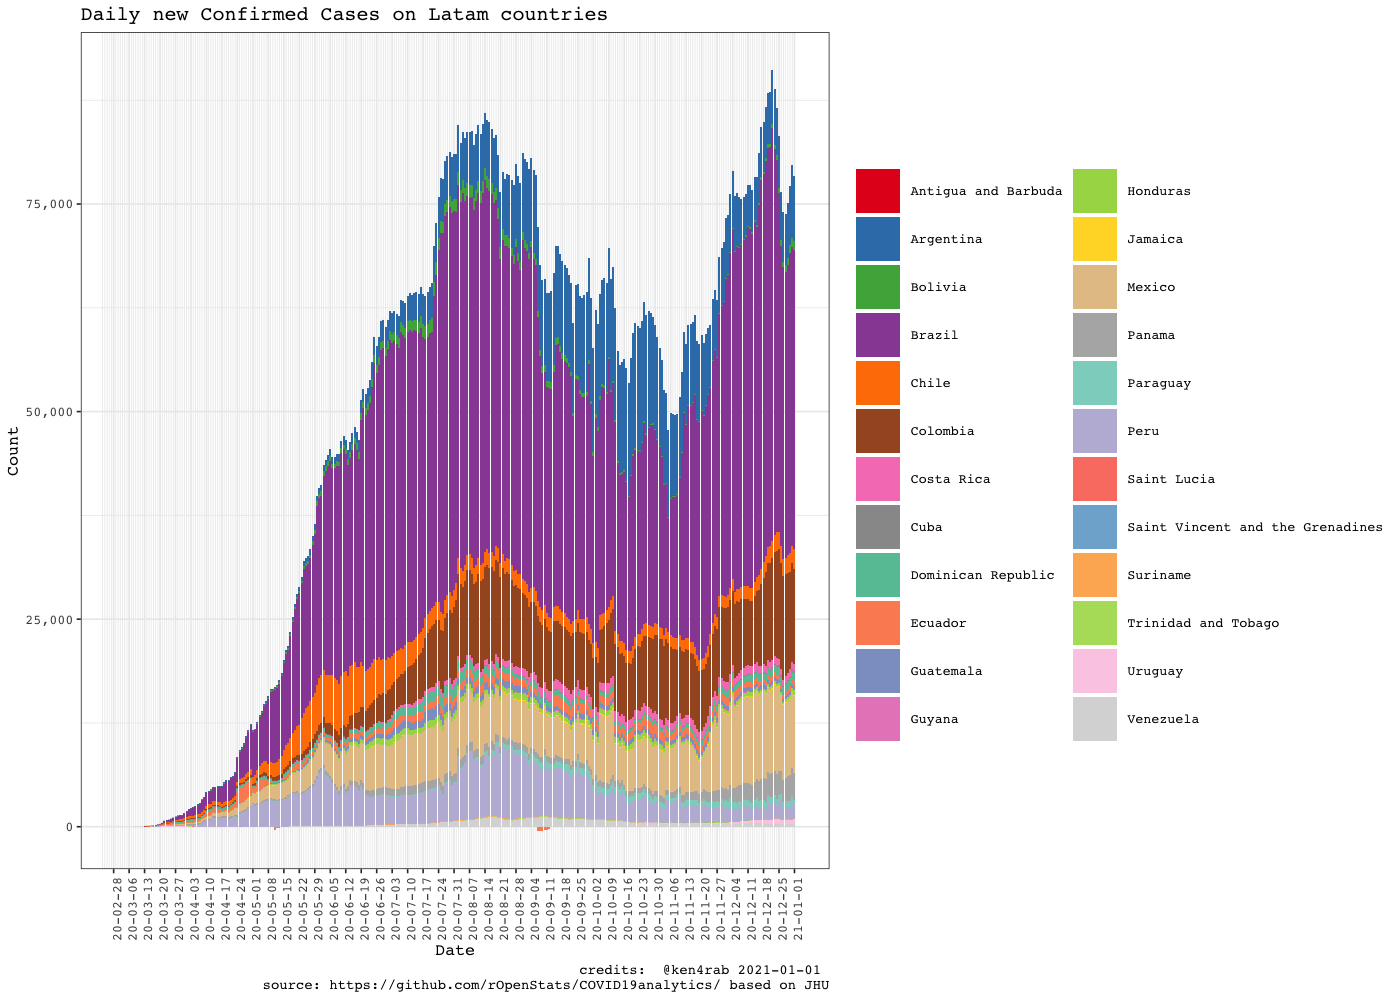 Daily new Confirmed Cases on Latam countries
Count
75,000
50,000
25,000
0
20-02-28
20-03-06
20-03-13
20-03-20
20-03-27
20-04-03
20-04-10
20-04-17
20-04-24
20-05-01
20-05-08
20-05-15
20-05-22
20-05-29
20-06-05
20-06-12
20-06-19
20-06-26
20-07-03
20-07-10
20-07-17
20-07-24
20-07-31
20-08-07
20-08-14
20-08-21
20-08-28
20-09-04
20-09-11
20-09-18
20-09-25
20-10-02
20-10-09
20-10-16
20-10-23
20-10-30
20-11-06
20-11-13
20-11-20
20-11-27
20-12-04
20-12-11
20-12-18
20-12-25
21-01-01
Date
Antigua and Barbuda
Argentina
Bolivia
Brazil
Chile
Colombia
Costa Rica
Cuba
Dominican Republic
Ecuador
Guatemala
Guyana
Honduras
Jamaica
Mexico
Panama
Paraguay
Peru
Saint Lucia
Saint Vincent and the Grenadines
Suriname
Trinidad and Tobago
Uruguay
Venezuela
credits:  @ken4rab 2021-01-01
source: https://github.com/rOpenStats/COVID19analytics/ based on JHU